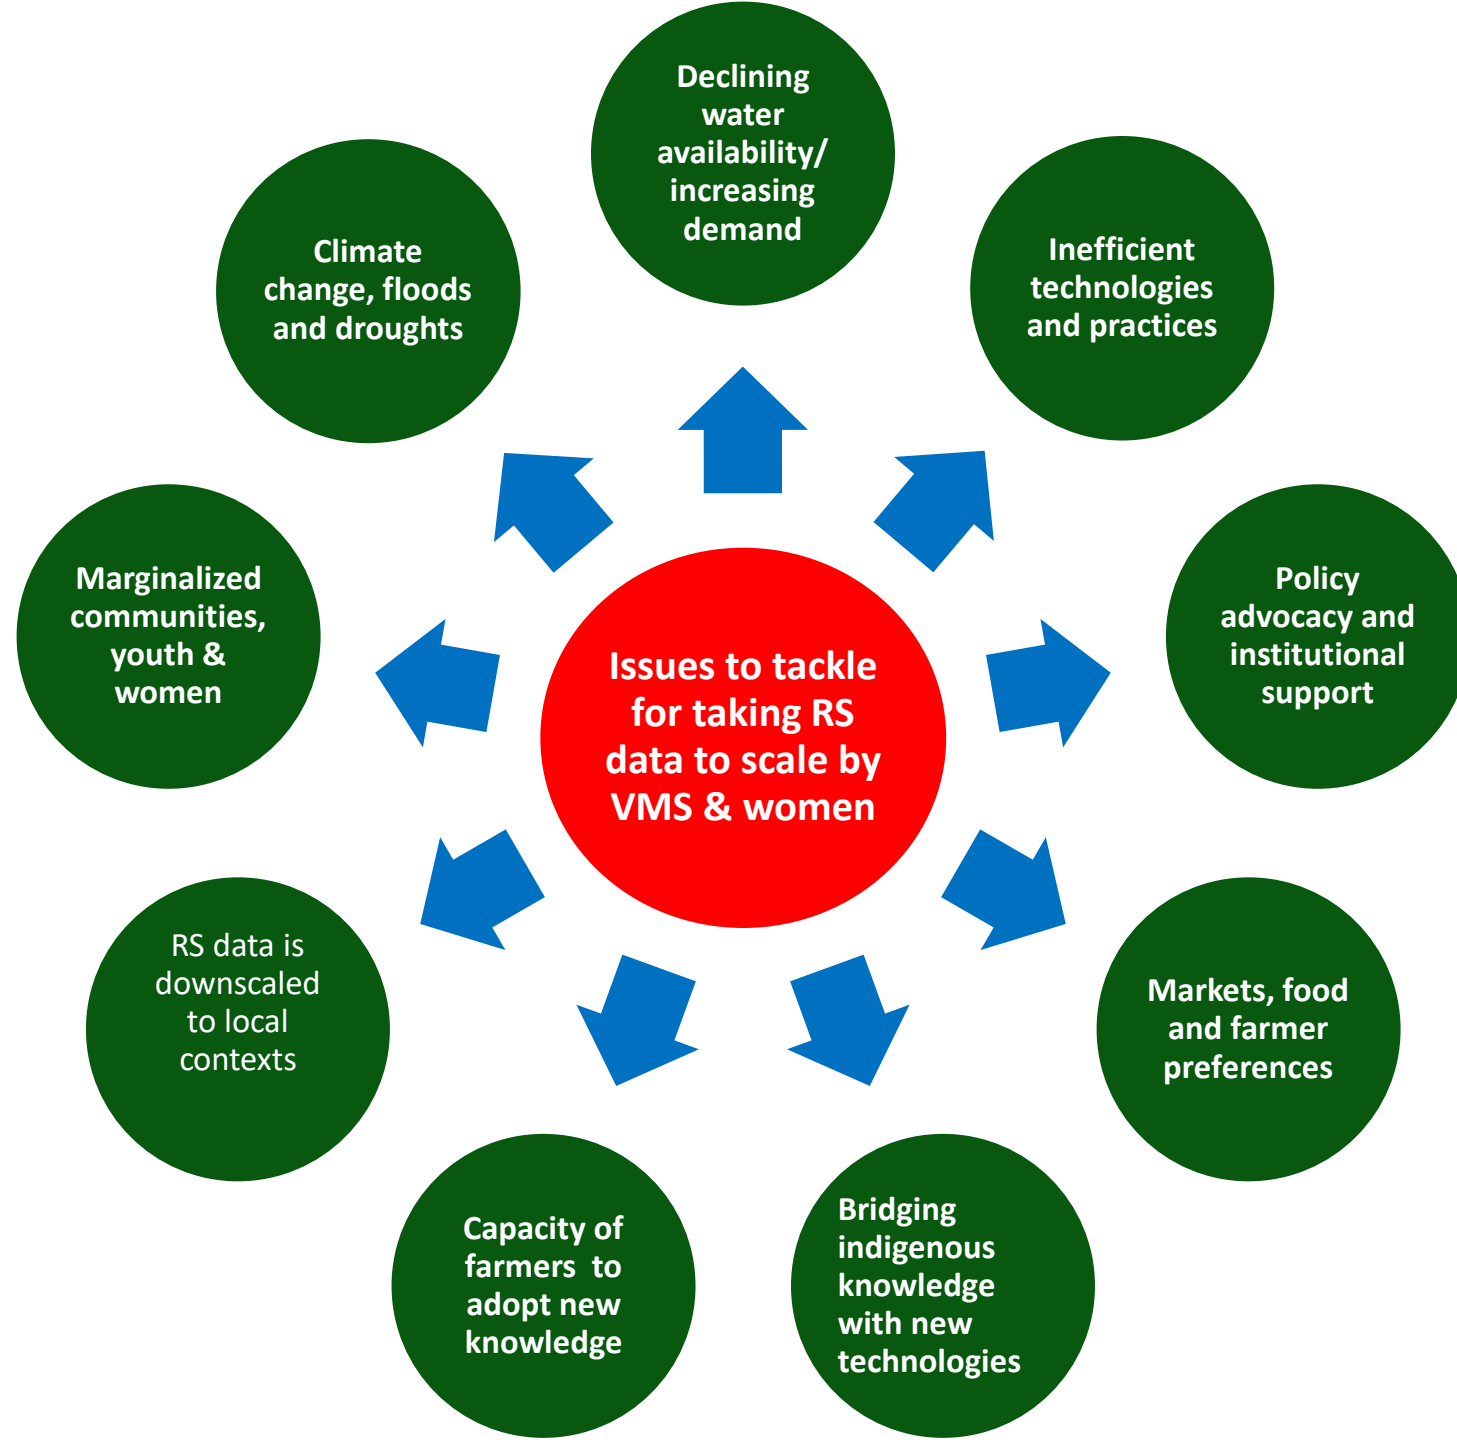 Declining
water
availability/
increasing
demand
Inefficient
technologies
and practices
Policy
advocacy and
institutional
support
Markets, food
and farmer
preferences
Bridging
indigenous
knowledge
with new
technologies
Capacity of
farmers  to
adopt new
knowledge
RS data is
downscaled
to local
contexts
Marginalized
communities,
youth &
women
Climate
change, floods
and droughts
Issues to tackle
for taking RS
data to scale by
VMS & women